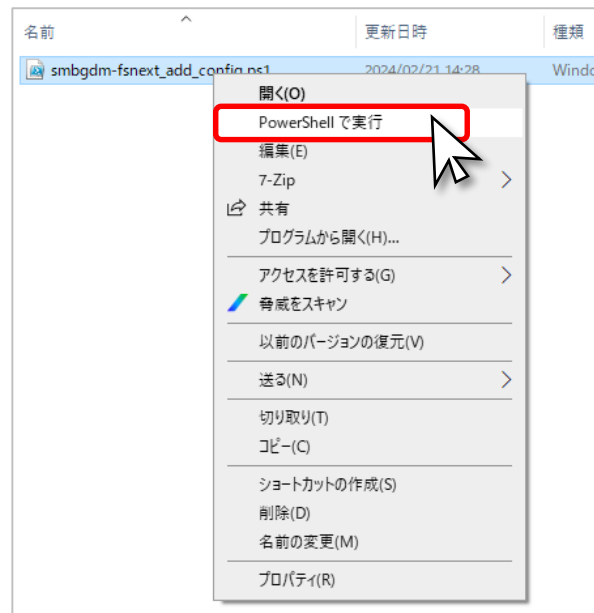 名前 更新日時 種類
smbgdm-fsnext_add_config.ps1 2024/02/21 14:28
開く(O)
PowerShell で実行
編集(E)
7-Zip
共有
プログラムから開く(H)...
アクセスを許可する(G)
脅威をスキャン
以前のバージョンの復元(V)
送る(N)
切り取り(T)
コピー(C)
ショートカットの作成(S)
削除(D)
名前の変更(M)
プロパティ(R)